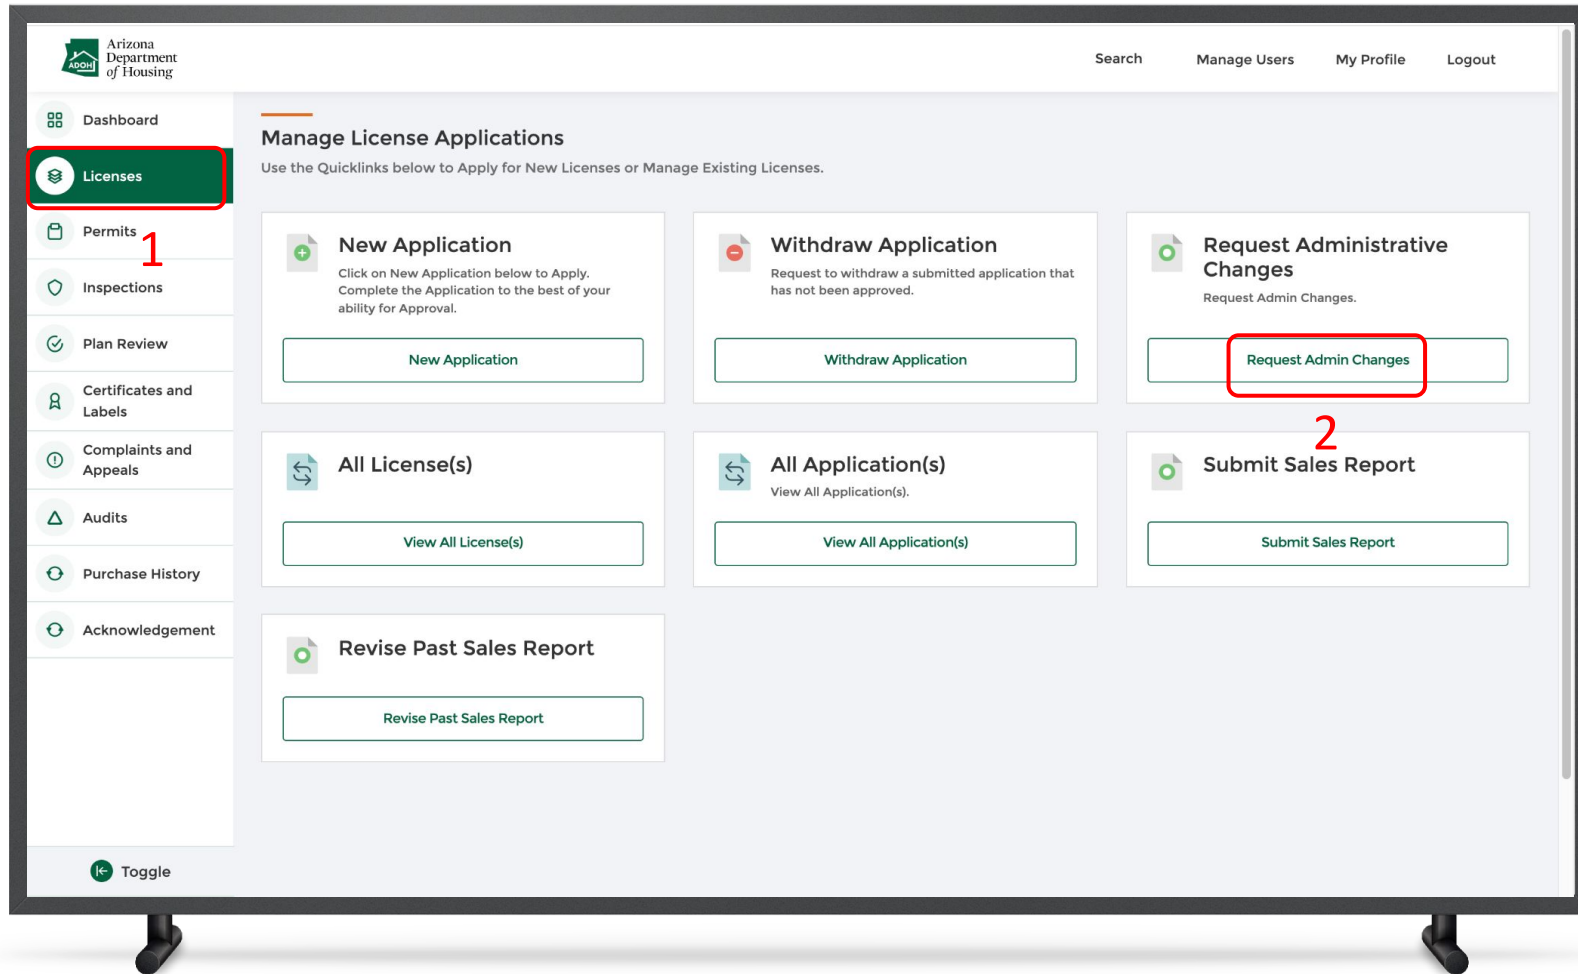 Arizona
Department
of Housing
ADOH
Search
Manage Users
My Profile
Logout
Dashboard
Licenses
Permits
1
Inspections
Plan Review
Certificates and
Labels
Complaints and
Appeals
Audits
Purchase History
Acknowledgement
Toggle
Manage License Applications
Use the Quicklinks below to Apply for New Licenses or Manage Existing Licenses.
New Application
Click on New Application below to Apply.
Complete the Application to the best of your
ability for Approval.
New Application
Withdraw Application
Request to withdraw a submitted application that
has not been approved.
Withdraw Application
Request Administrative
Changes
Request Admin Changes.
Request Admin Changes
2
All License(s)
View All License(s)
All Application(s)
View All Application(s).
View All Application(s)
Submit Sales Report
Submit Sales Report
Revise Past Sales Report
Revise Past Sales Report